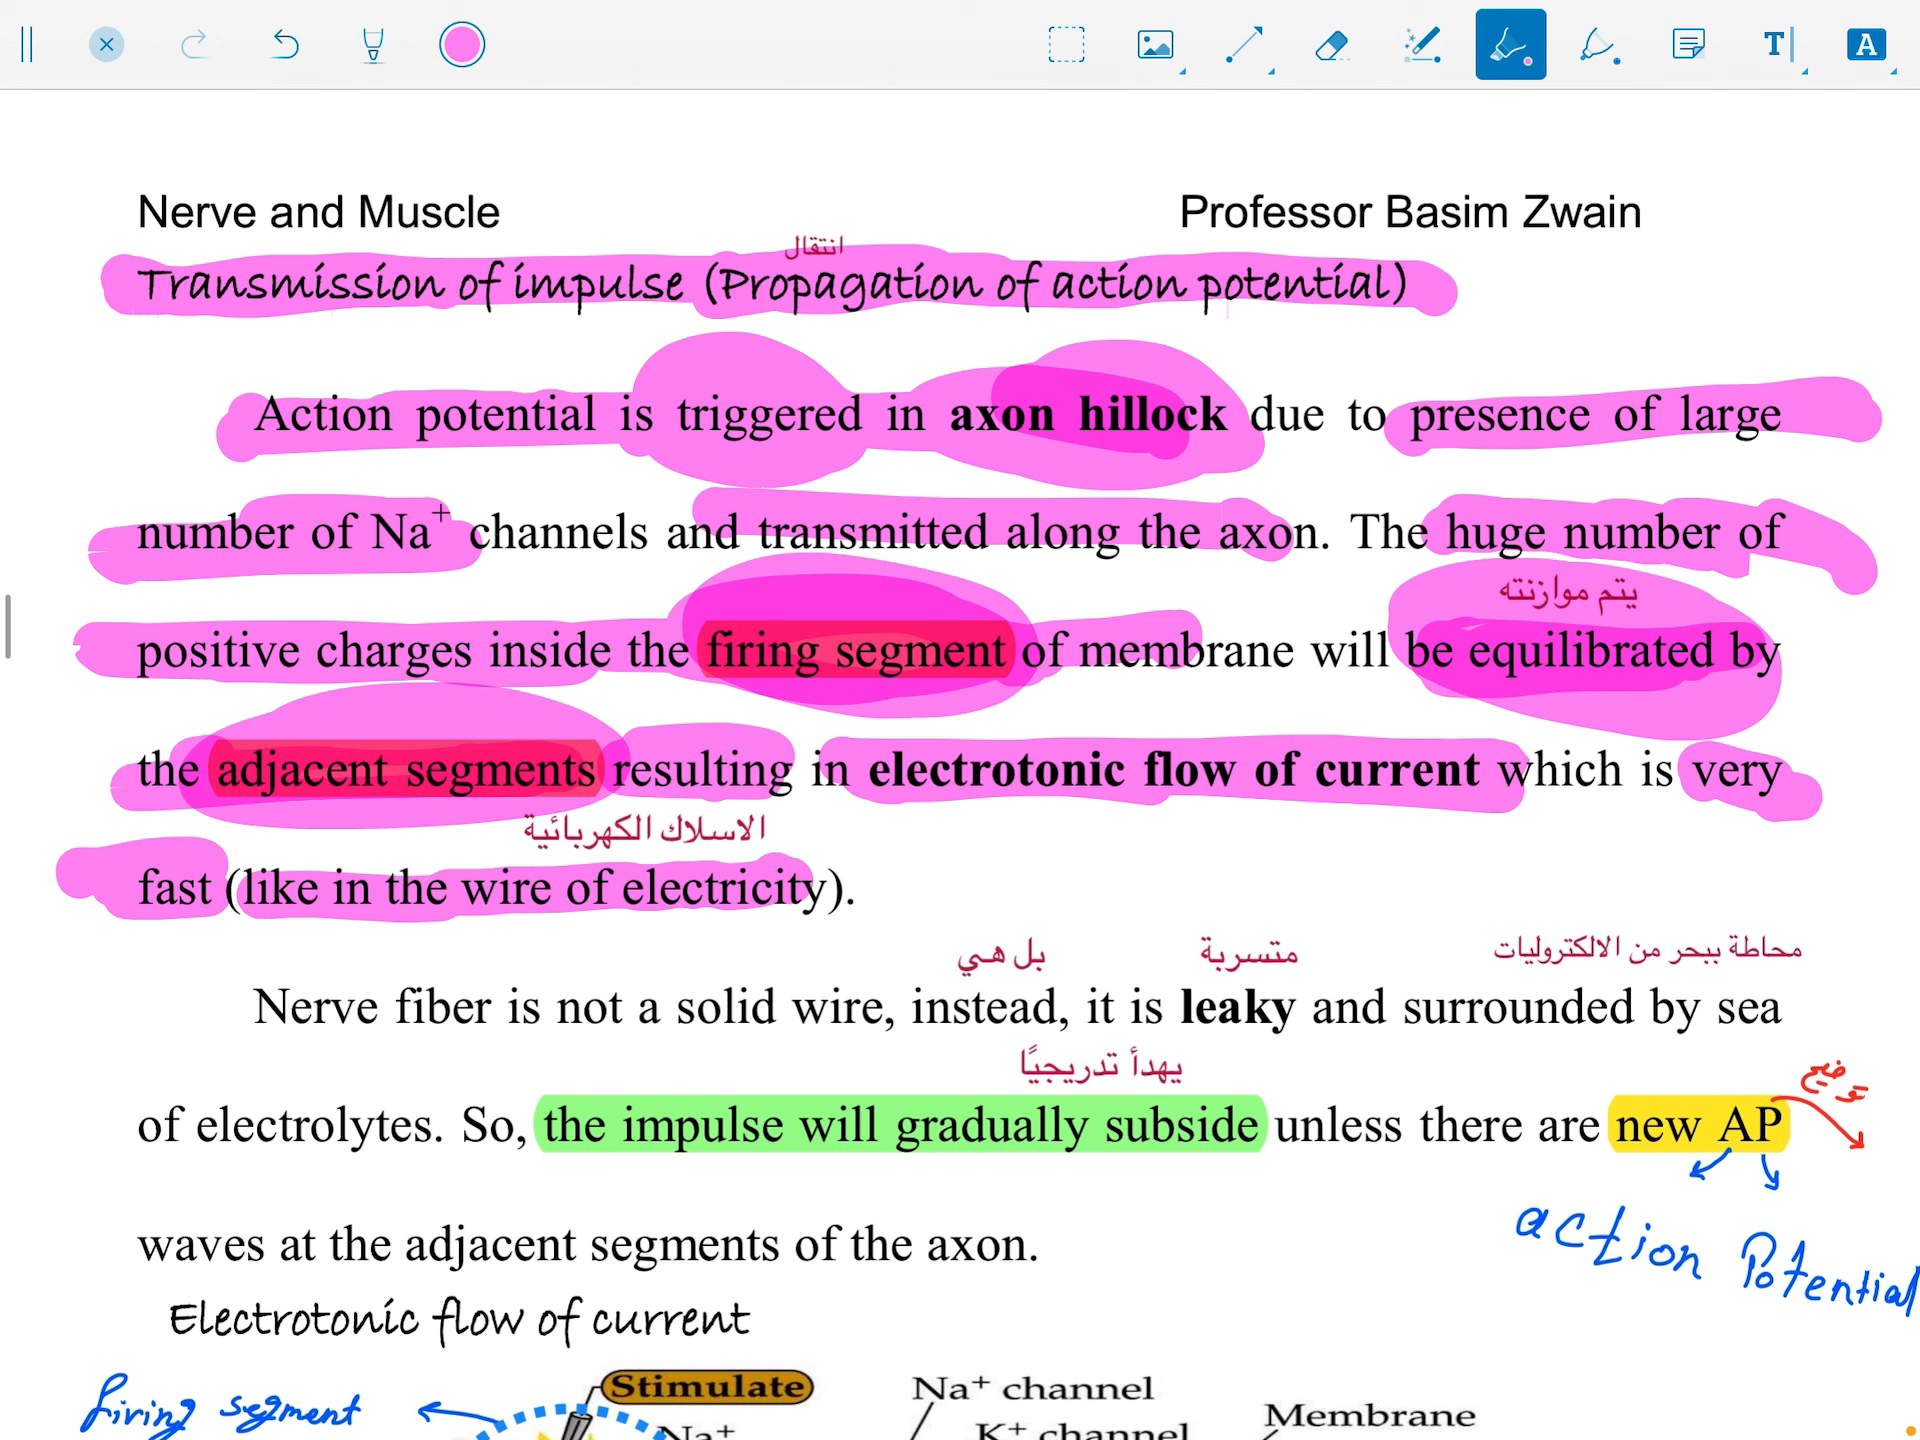 Nerve and Muscle Professor Basim Zwain
انتقال
Transmission of impulse (Propagation of action potential)
Action potential is triggered in axon hillock due to presence of large
number of Na⁺ channels and transmitted along the axon. The huge number of
يتم موازنته
positive charges inside the firing segment of membrane will be equilibrated by
the adjacent segments resulting in electrotonic flow of current which is very
الاسلاك الكهربائية
fast (like in the wire of electricity).
بل هي متسربة محاطة ببحر من الالكتروليات
Nerve fiber is not a solid wire, instead, it is leaky and surrounded by sea
يهدأ تدريجيًا
توضيح
of electrolytes. So, the impulse will gradually subside unless there are new AP
action Potential
waves at the adjacent segments of the axon.
Electrotonic flow of current
firing segment
Stimulate
Na⁺ channel
Na⁺
K⁺ channel
Membrane